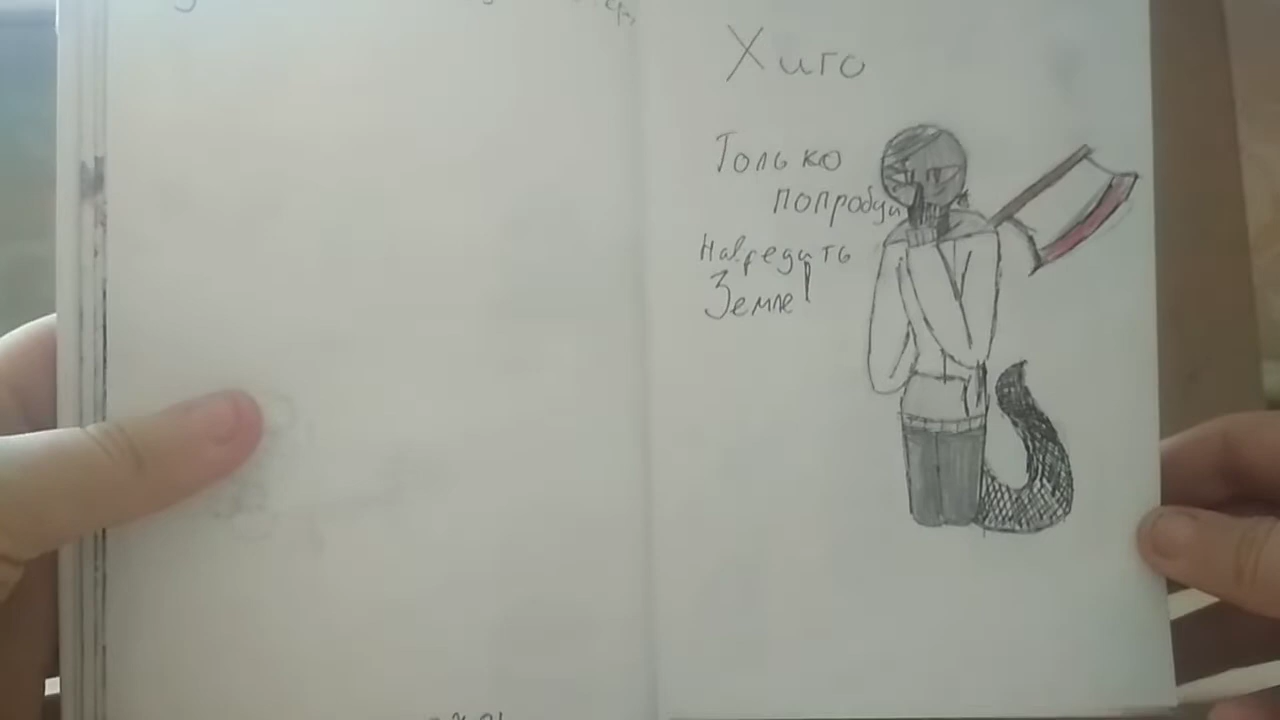 Хиго
Только
попробуй
навредить
Земле!